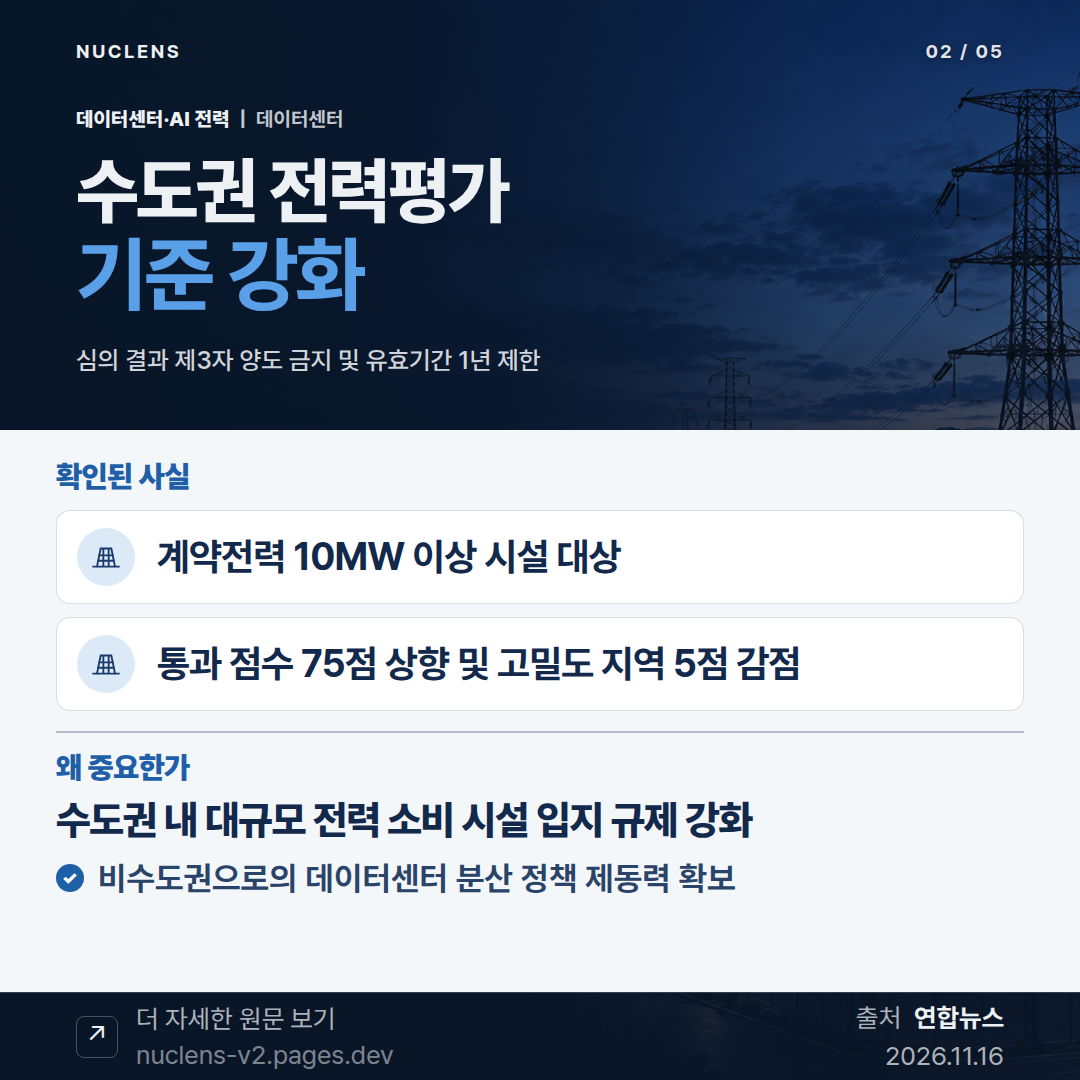 NUCLENS
02 / 05
데이터센터·AI 전력 | 데이터센터
수도권 전력평가
기준 강화
심의 결과 제3자 양도 금지 및 유효기간 1년 제한
확인된 사실
계약전력 10MW 이상 시설 대상
통과 점수 75점 상향 및 고밀도 지역 5점 감점
왜 중요한가
수도권 내 대규모 전력 소비 시설 입지 규제 강화
비수도권으로의 데이터센터 분산 정책 제동력 확보
더 자세한 원문 보기
nuclens-v2.pages.dev
출처 연합뉴스
2026.11.16